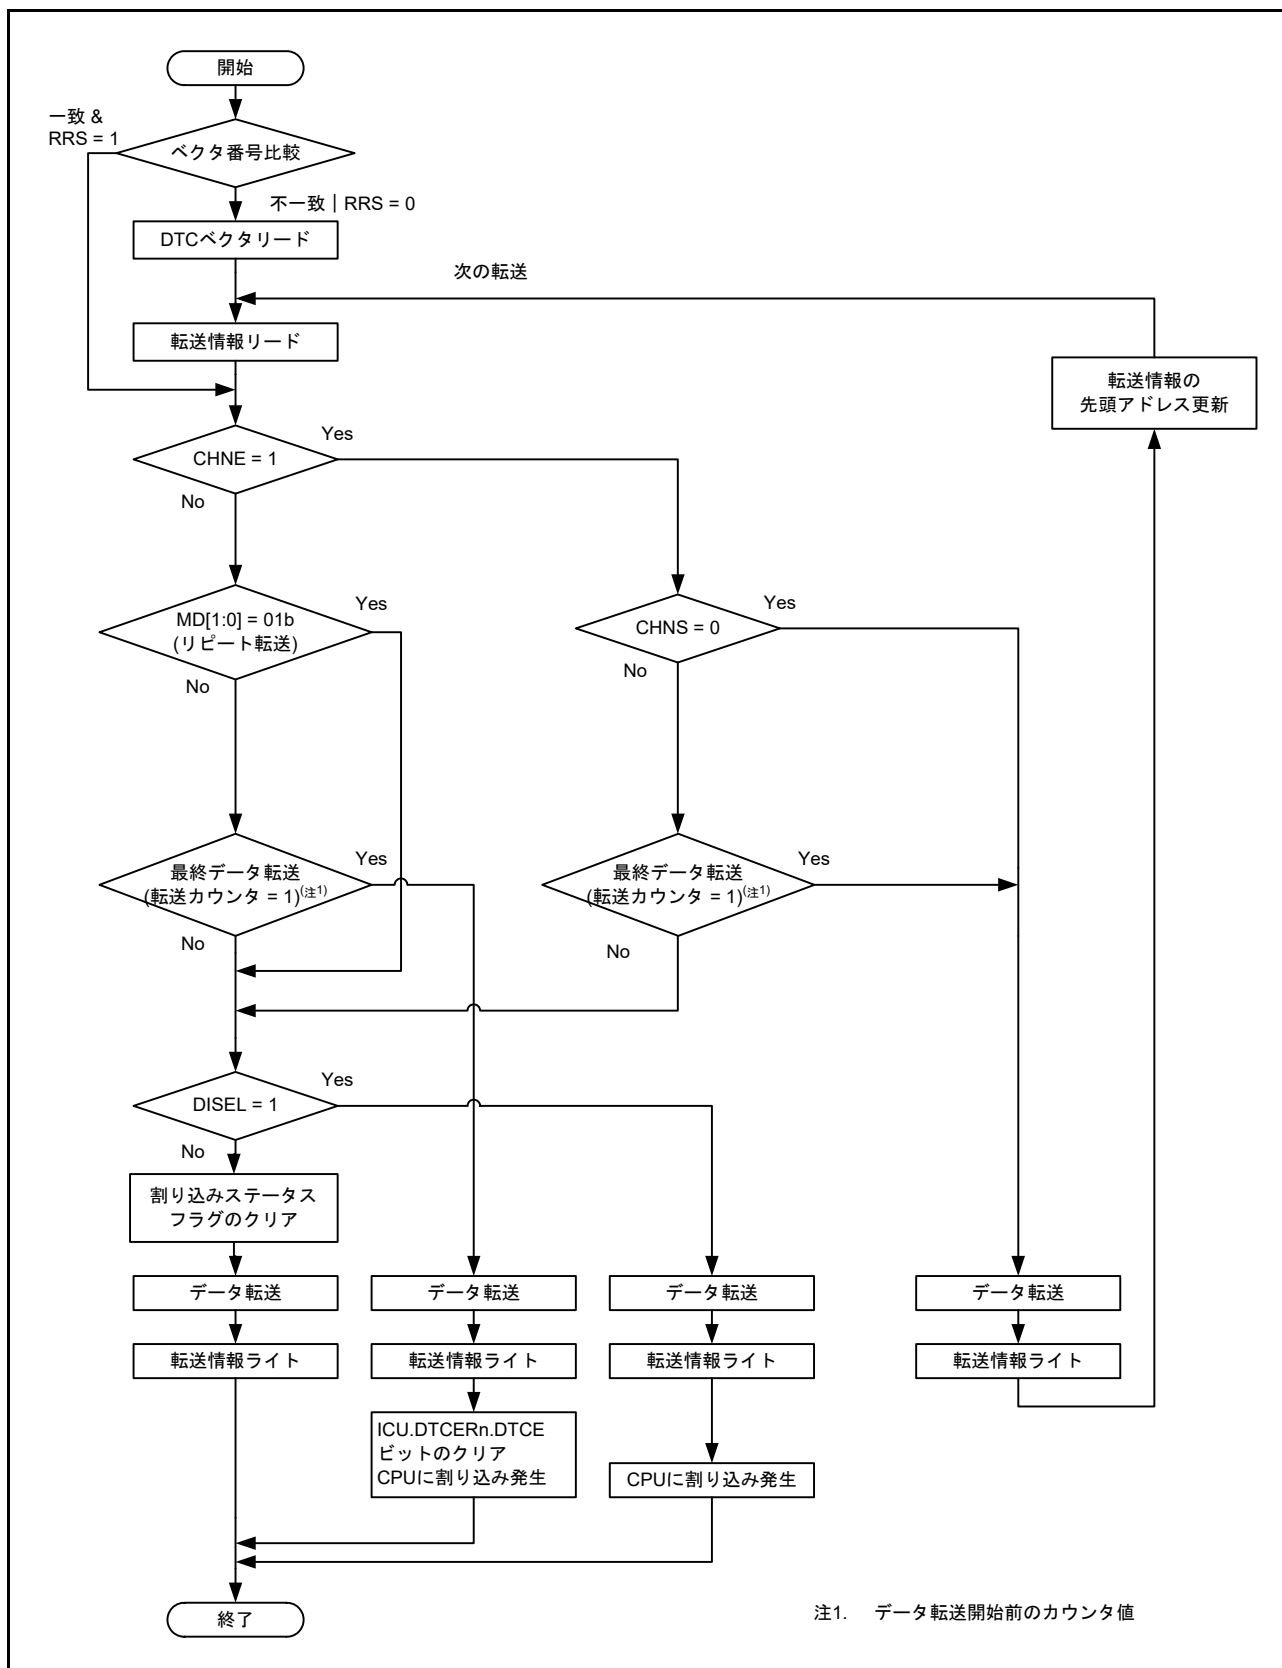 開始
一致 &
RRS = 1
ベクタ番号比較
不一致 | RRS = 0
DTCベクタリード
次の転送
転送情報リード
転送情報の
先頭アドレス更新
CHNE = 1
Yes
No
MD[1:0] = 01b
(リピート転送)
Yes
No
CHNS = 0
Yes
No
最終データ転送
(転送カウンタ = 1)(注1)
Yes
No
最終データ転送
(転送カウンタ = 1)(注1)
Yes
No
DISEL = 1
Yes
No
割り込みステータス
フラグのクリア
データ転送
データ転送
データ転送
データ転送
転送情報ライト
転送情報ライト
転送情報ライト
転送情報ライト
ICU.DTCERn.DTCE
ビットのクリア
CPUに割り込み発生
CPUに割り込み発生
終了
注1. データ転送開始前のカウンタ値